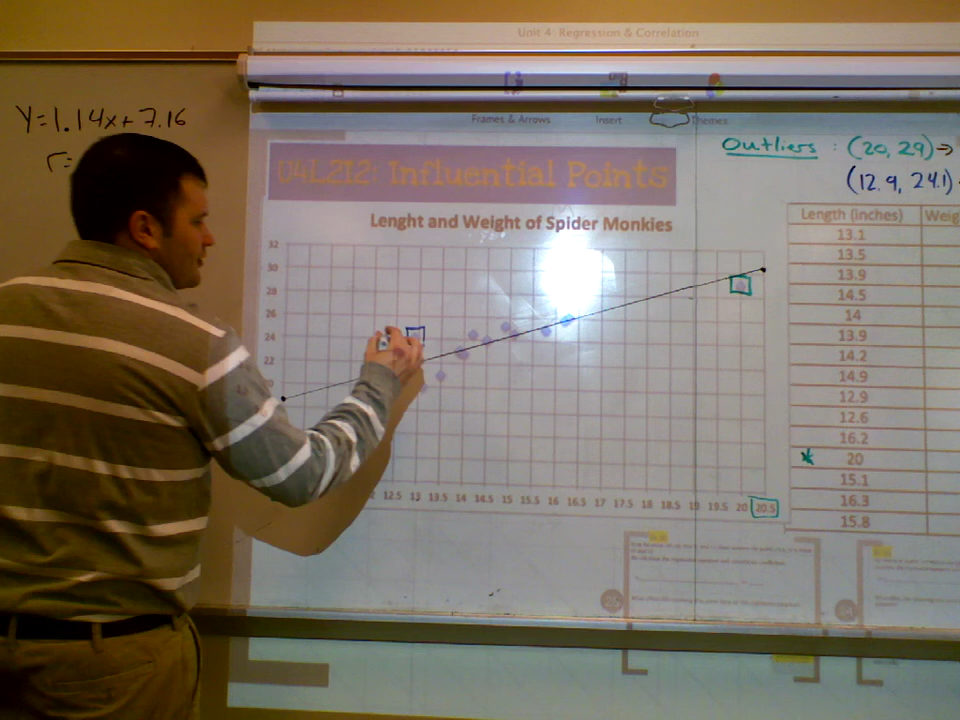 Unit 4: Regression & Correlation
Frames & Arrows Insert Themes
Y=1.14x+7.16
r=
Outliers : (20, 29)→
(12.9, 24.1)
U4L2I2: Influential Points
Lenght and Weight of Spider Monkies
32
30
28
26
24
22
12.5 13 13.5 14 14.5 15 15.5 16 16.5 17 17.5 18 18.5 19 19.5 20 20.5
Length (inches) Weig
13.1
13.5
13.9
14.5
14
13.9
14.2
14.9
12.9
12.6
16.2
20
15.1
16.3
15.8